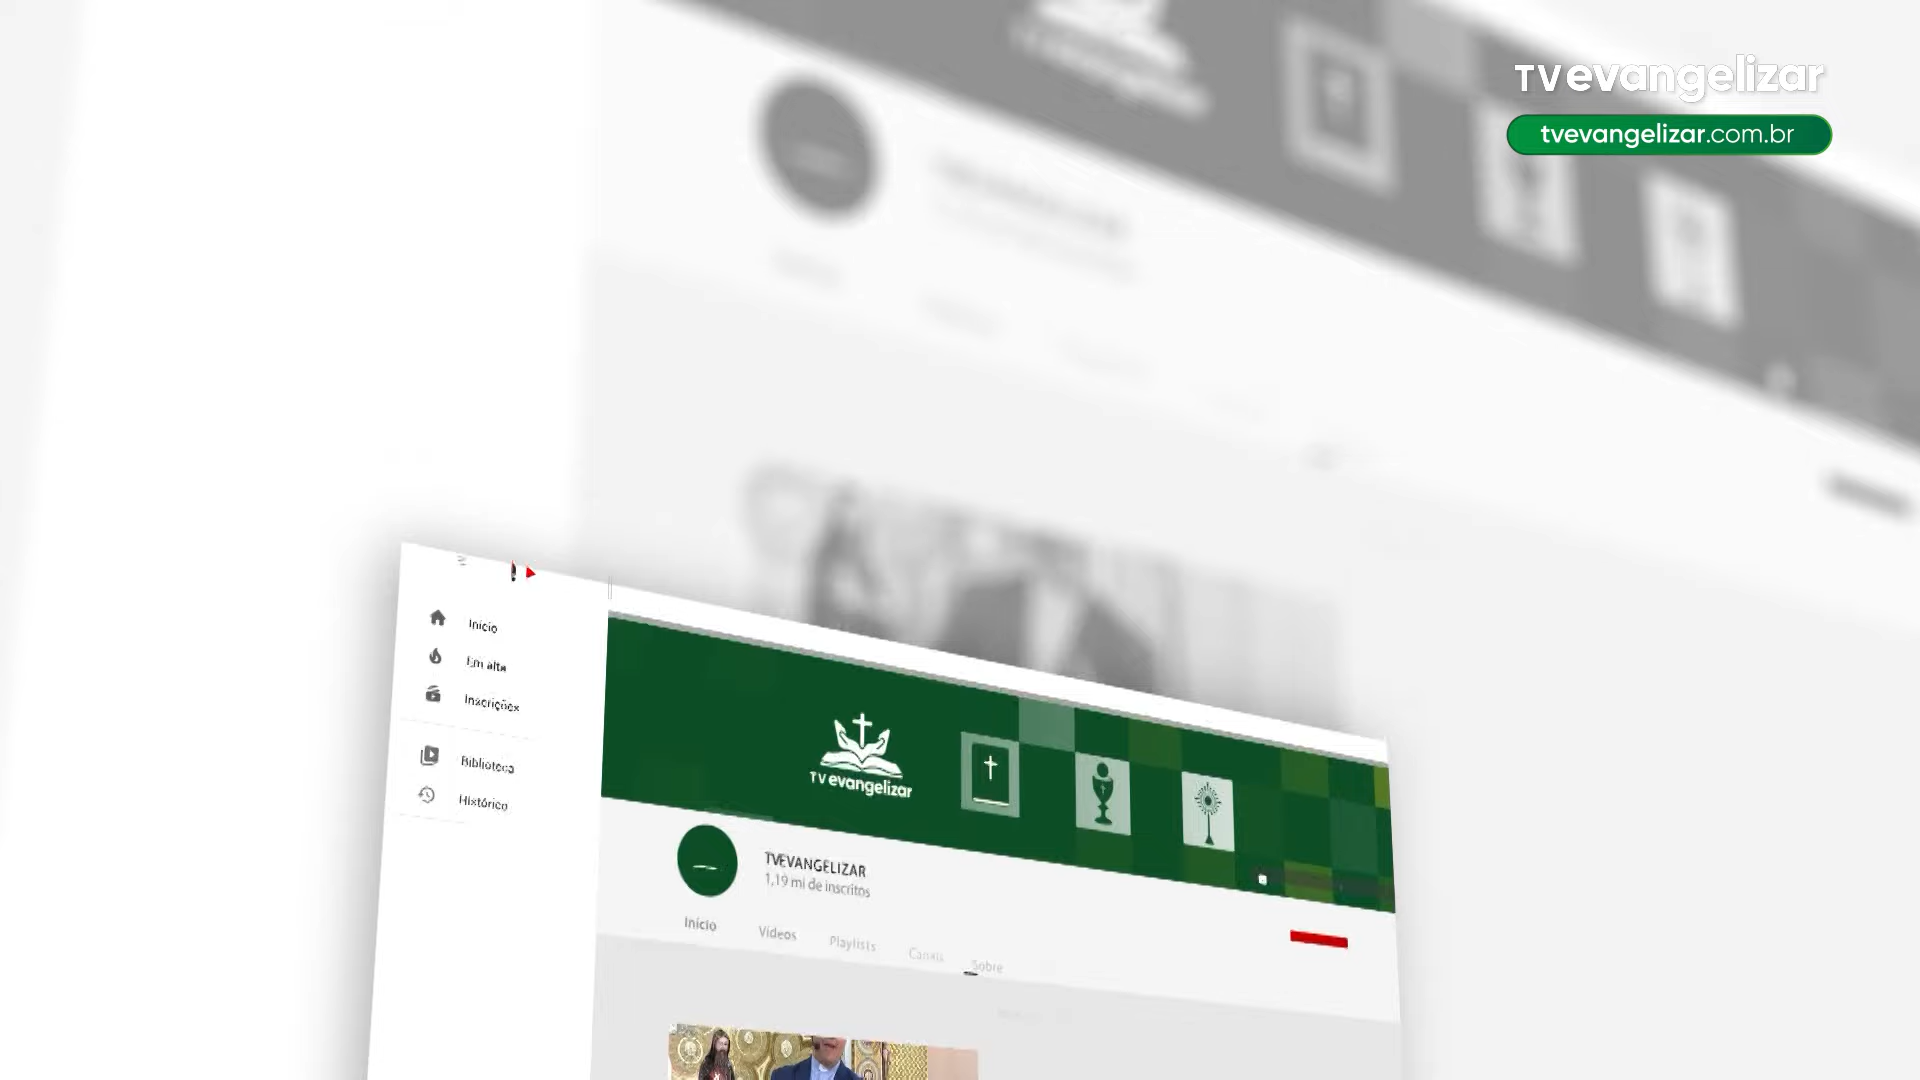 TVevangelizar
tvevangelizar.com.br
Início
Em alta
Inscrições
Biblioteca
Histórico
TV evangelizar
TVEVANGELIZAR
1,19 mi de inscritos
Início
Vídeos
Playlists
Canais
Sobre